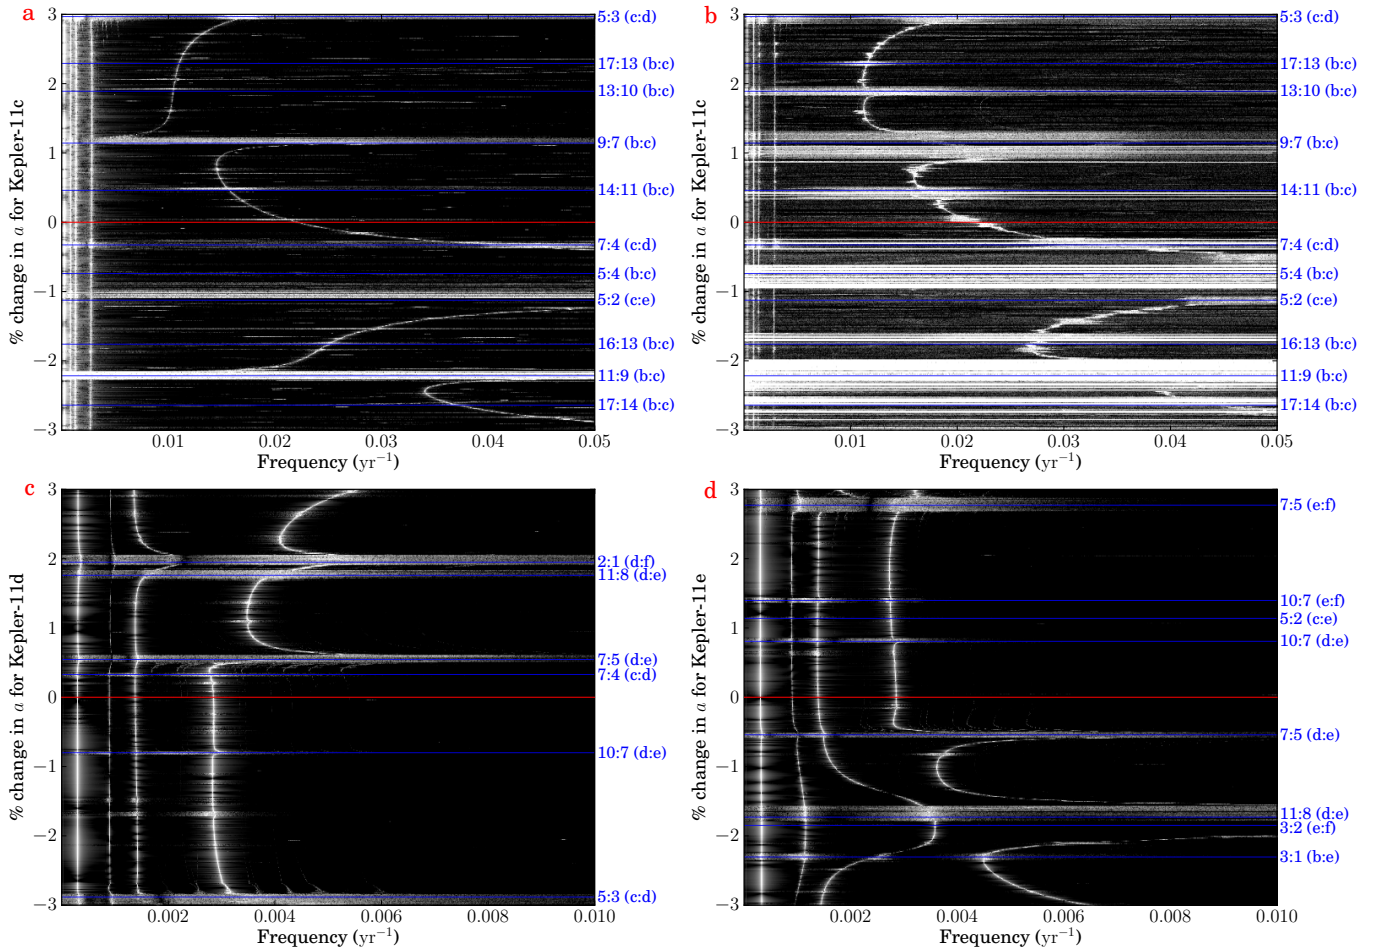 a
3
2
1
0
−1
−2
−3
% change in a for Kepler-11c
0.01
0.02
0.03
0.04
0.05
Frequency (yr⁻¹)
5:3 (c:d)
17:13 (b:c)
13:10 (b:c)
9:7 (b:c)
14:11 (b:c)
7:4 (c:d)
5:4 (b:c)
5:2 (c:e)
16:13 (b:c)
11:9 (b:c)
17:14 (b:c)
b
3
2
1
0
−1
−2
−3
% change in a for Kepler-11c
0.01
0.02
0.03
0.04
0.05
Frequency (yr⁻¹)
5:3 (c:d)
17:13 (b:c)
13:10 (b:c)
9:7 (b:c)
14:11 (b:c)
7:4 (c:d)
5:4 (b:c)
5:2 (c:e)
16:13 (b:c)
11:9 (b:c)
17:14 (b:c)
c
3
2
1
0
−1
−2
−3
% change in a for Kepler-11d
0.002
0.004
0.006
0.008
0.010
Frequency (yr⁻¹)
2:1 (d:f)
11:8 (d:e)
7:5 (d:e)
7:4 (c:d)
10:7 (d:e)
5:3 (c:d)
d
3
2
1
0
−1
−2
−3
% change in a for Kepler-11e
0.002
0.004
0.006
0.008
0.010
Frequency (yr⁻¹)
7:5 (e:f)
10:7 (e:f)
5:2 (c:e)
10:7 (d:e)
7:5 (d:e)
11:8 (d:e)
3:2 (e:f)
3:1 (b:e)